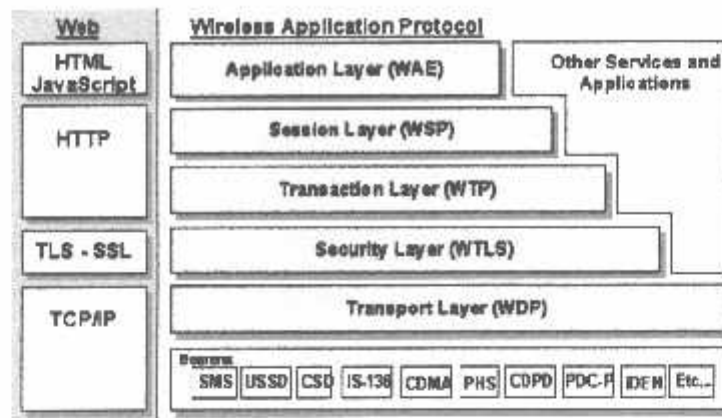 Web
HTML
JavaScript
HTTP
TLS - SSL
TCP/IP
Wireless Application Protocol
Application Layer (WAE)
Other Services and
Applications
Session Layer (WSP)
Transaction Layer (WTP)
Security Layer (WTLS)
Transport Layer (WDP)
Bearers:
SMS USSD CSD IS-136 CDMA PHS CDPD PDC-P iDEN Etc...